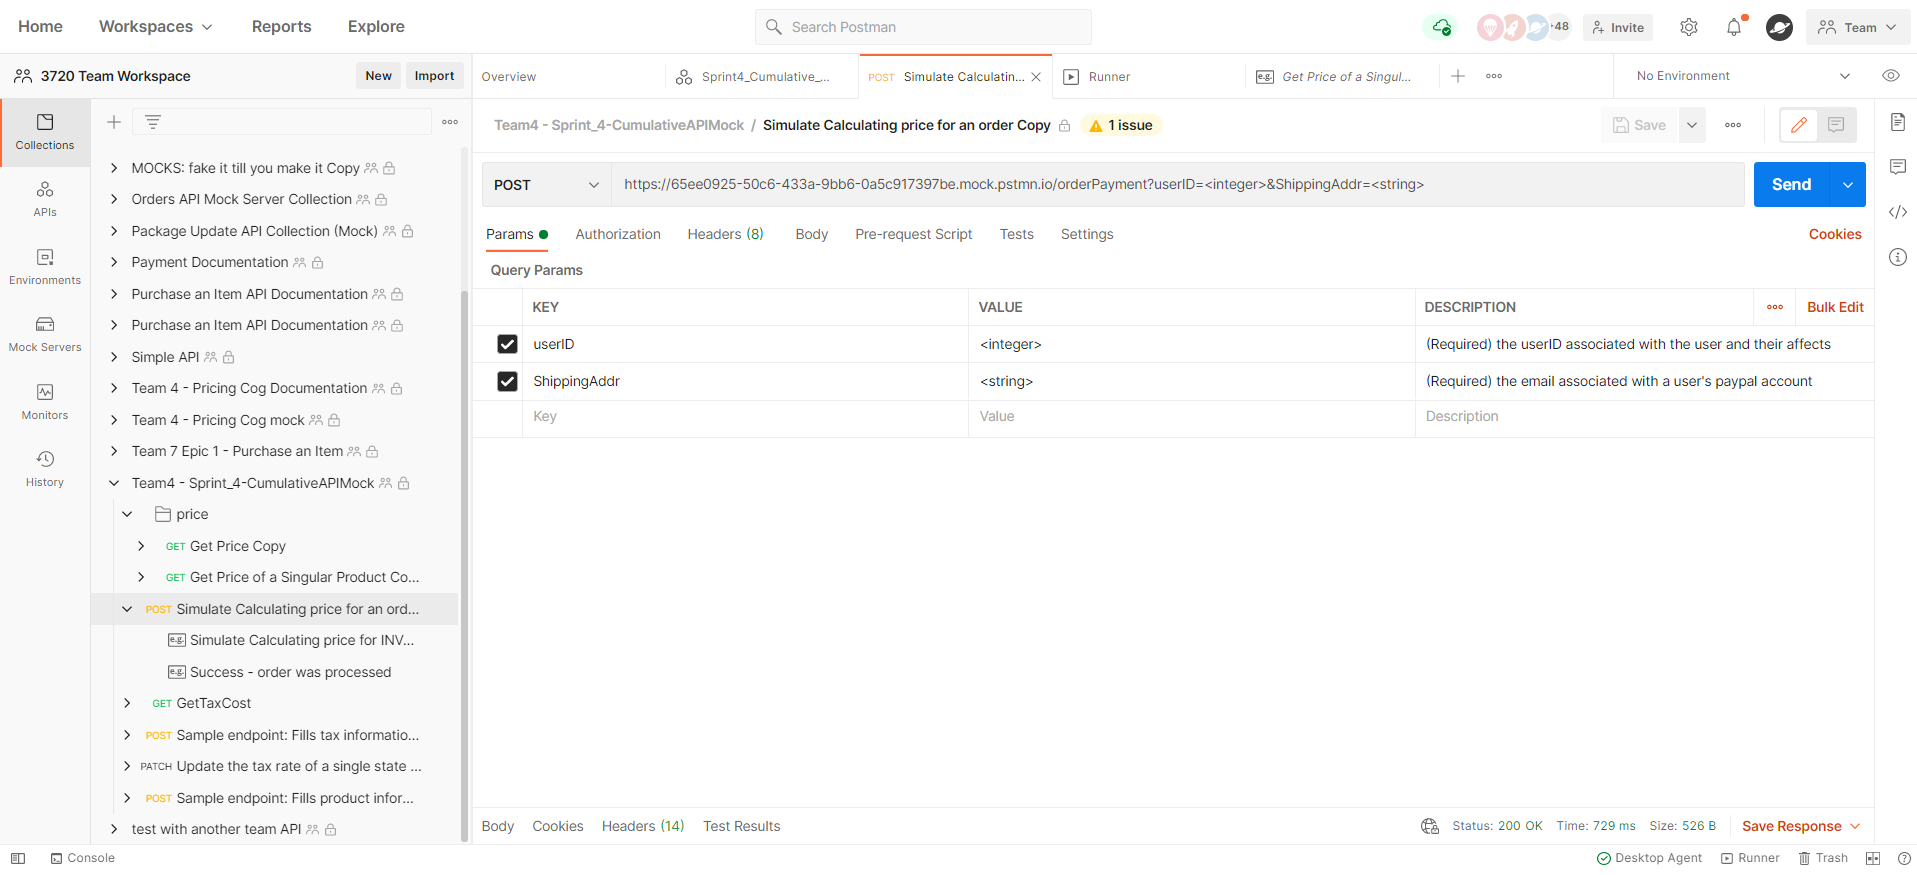 Home Workspaces Reports Explore Search Postman +48 Invite Team
3720 Team Workspace New Import Overview Sprint4_Cumulative_... POST Simulate Calculatin... Runner e.g. Get Price of a Singul... No Environment
Collections
APIs
Environments
Mock Servers
Monitors
History
MOCKS: fake it till you make it Copy
Orders API Mock Server Collection
Package Update API Collection (Mock)
Payment Documentation
Purchase an Item API Documentation
Purchase an Item API Documentation
Simple API
Team 4 - Pricing Cog Documentation
Team 4 - Pricing Cog mock
Team 7 Epic 1 - Purchase an Item
Team4 - Sprint_4-CumulativeAPIMock
price
GET Get Price Copy
GET Get Price of a Singular Product Co...
POST Simulate Calculating price for an ord...
e.g. Simulate Calculating price for INV...
e.g. Success - order was processed
GET GetTaxCost
POST Sample endpoint: Fills tax informatio...
PATCH Update the tax rate of a single state ...
POST Sample endpoint: Fills product infor...
test with another team API
Team4 - Sprint_4-CumulativeAPIMock / Simulate Calculating price for an order Copy 1 issue Save
POST https://65ee0925-50c6-433a-9bb6-0a5c917397be.mock.pstmn.io/orderPayment?userID=<integer>&ShippingAddr=<string> Send
Params Authorization Headers (8) Body Pre-request Script Tests Settings Cookies
Query Params
KEY VALUE DESCRIPTION Bulk Edit
userID <integer> (Required) the userID associated with the user and their affects
ShippingAddr <string> (Required) the email associated with a user's paypal account
Key Value Description
Body Cookies Headers (14) Test Results Status: 200 OK Time: 729 ms Size: 526 B Save Response
Console Desktop Agent Runner Trash